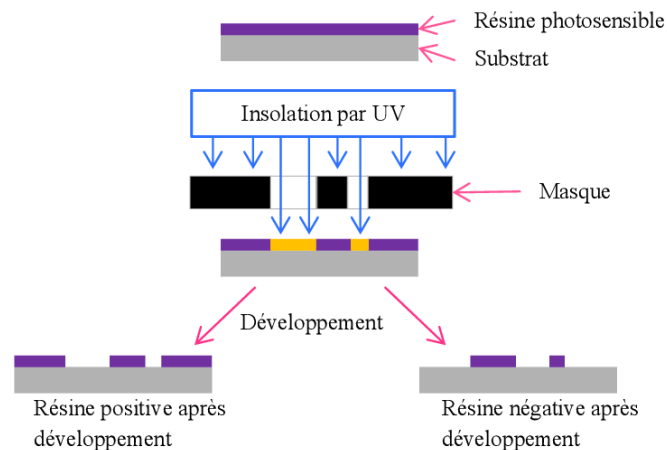 Résine photosensible
Substrat
Insolation par UV
Masque
Développement
Résine positive après
développement
Résine négative après
développement